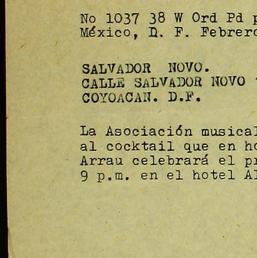 No 1037 38 W Ord Pd
México, D. F. Febrero
SALVADOR NOVO.
CALLE SALVADOR NOVO
COYOACAN. D.F.
La Asociación musical
al cocktail que en
Arrau celebrará el
9 p.m. en el hotel